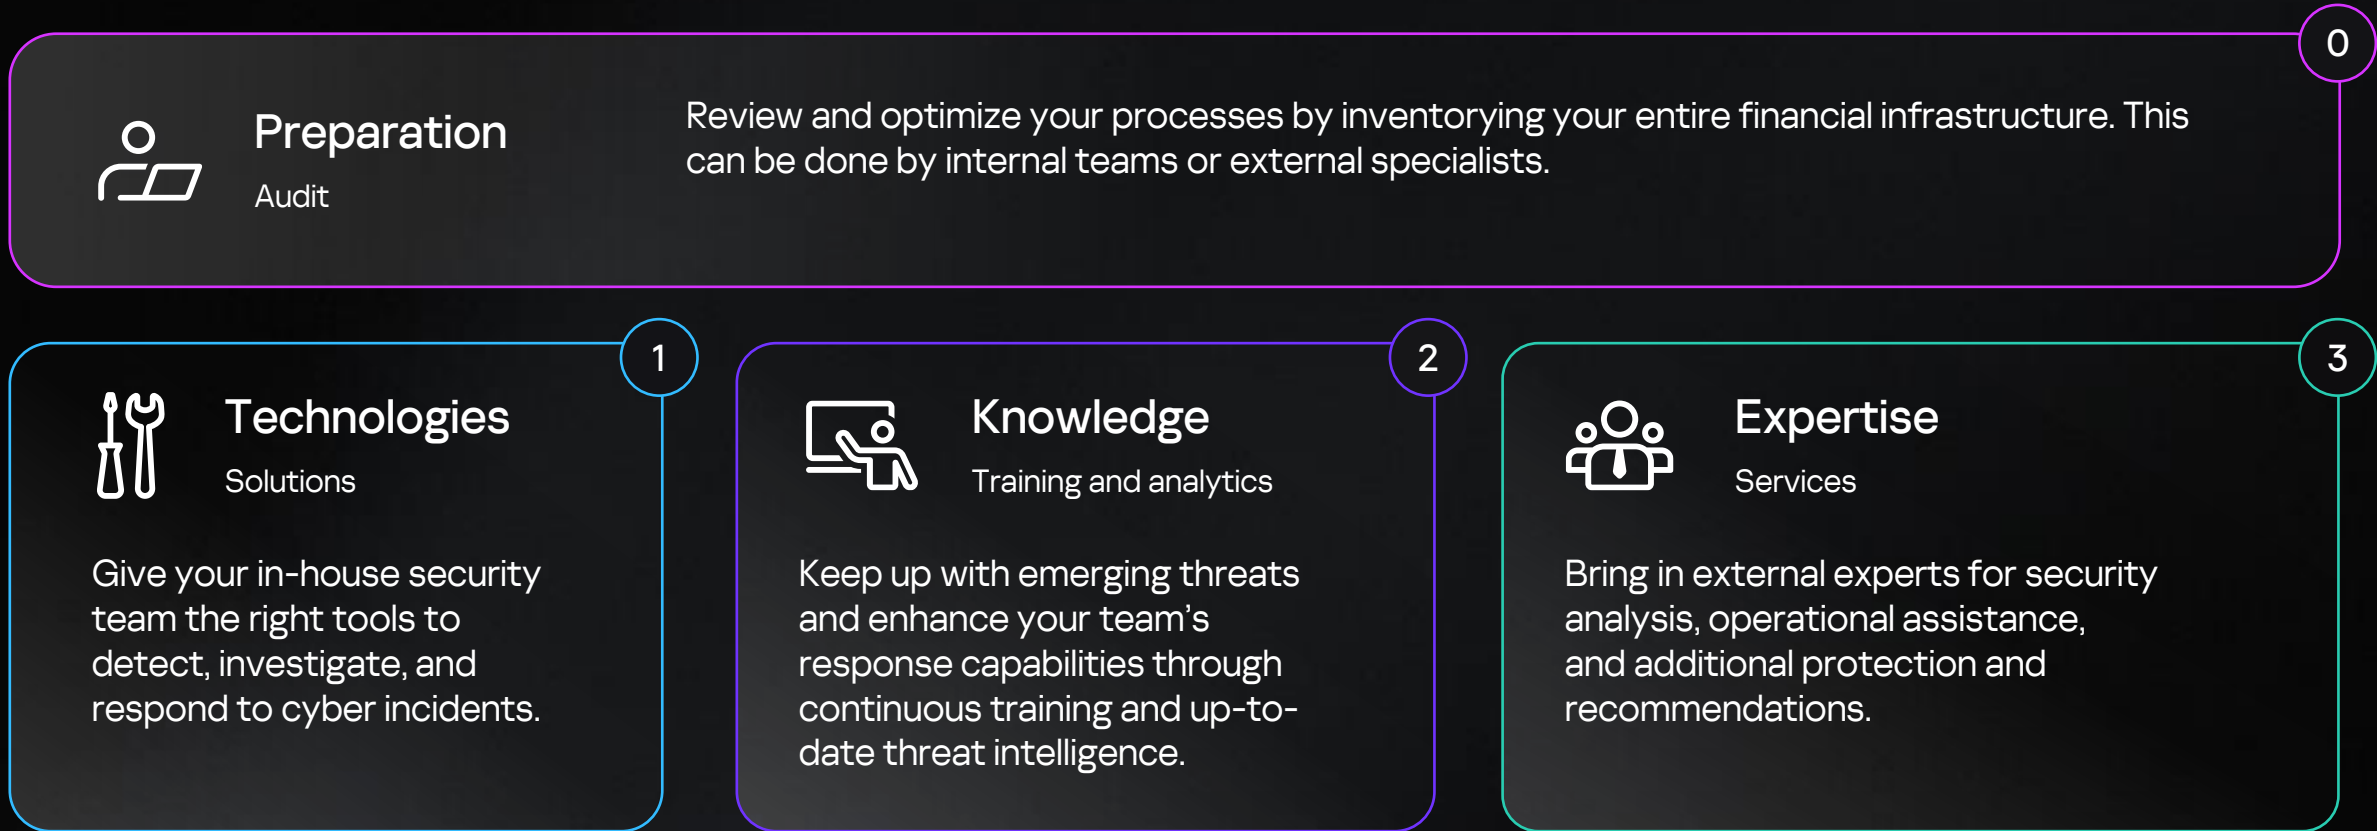 0
Preparation
Audit
Review and optimize your processes by inventorying your entire financial infrastructure. This
can be done by internal teams or external specialists.
1
Technologies
Solutions
Give your in-house security
team the right tools to
detect, investigate, and
respond to cyber incidents.
2
Knowledge
Training and analytics
Keep up with emerging threats
and enhance your team’s
response capabilities through
continuous training and up-to-
date threat intelligence.
3
Expertise
Services
Bring in external experts for security
analysis, operational assistance,
and additional protection and
recommendations.